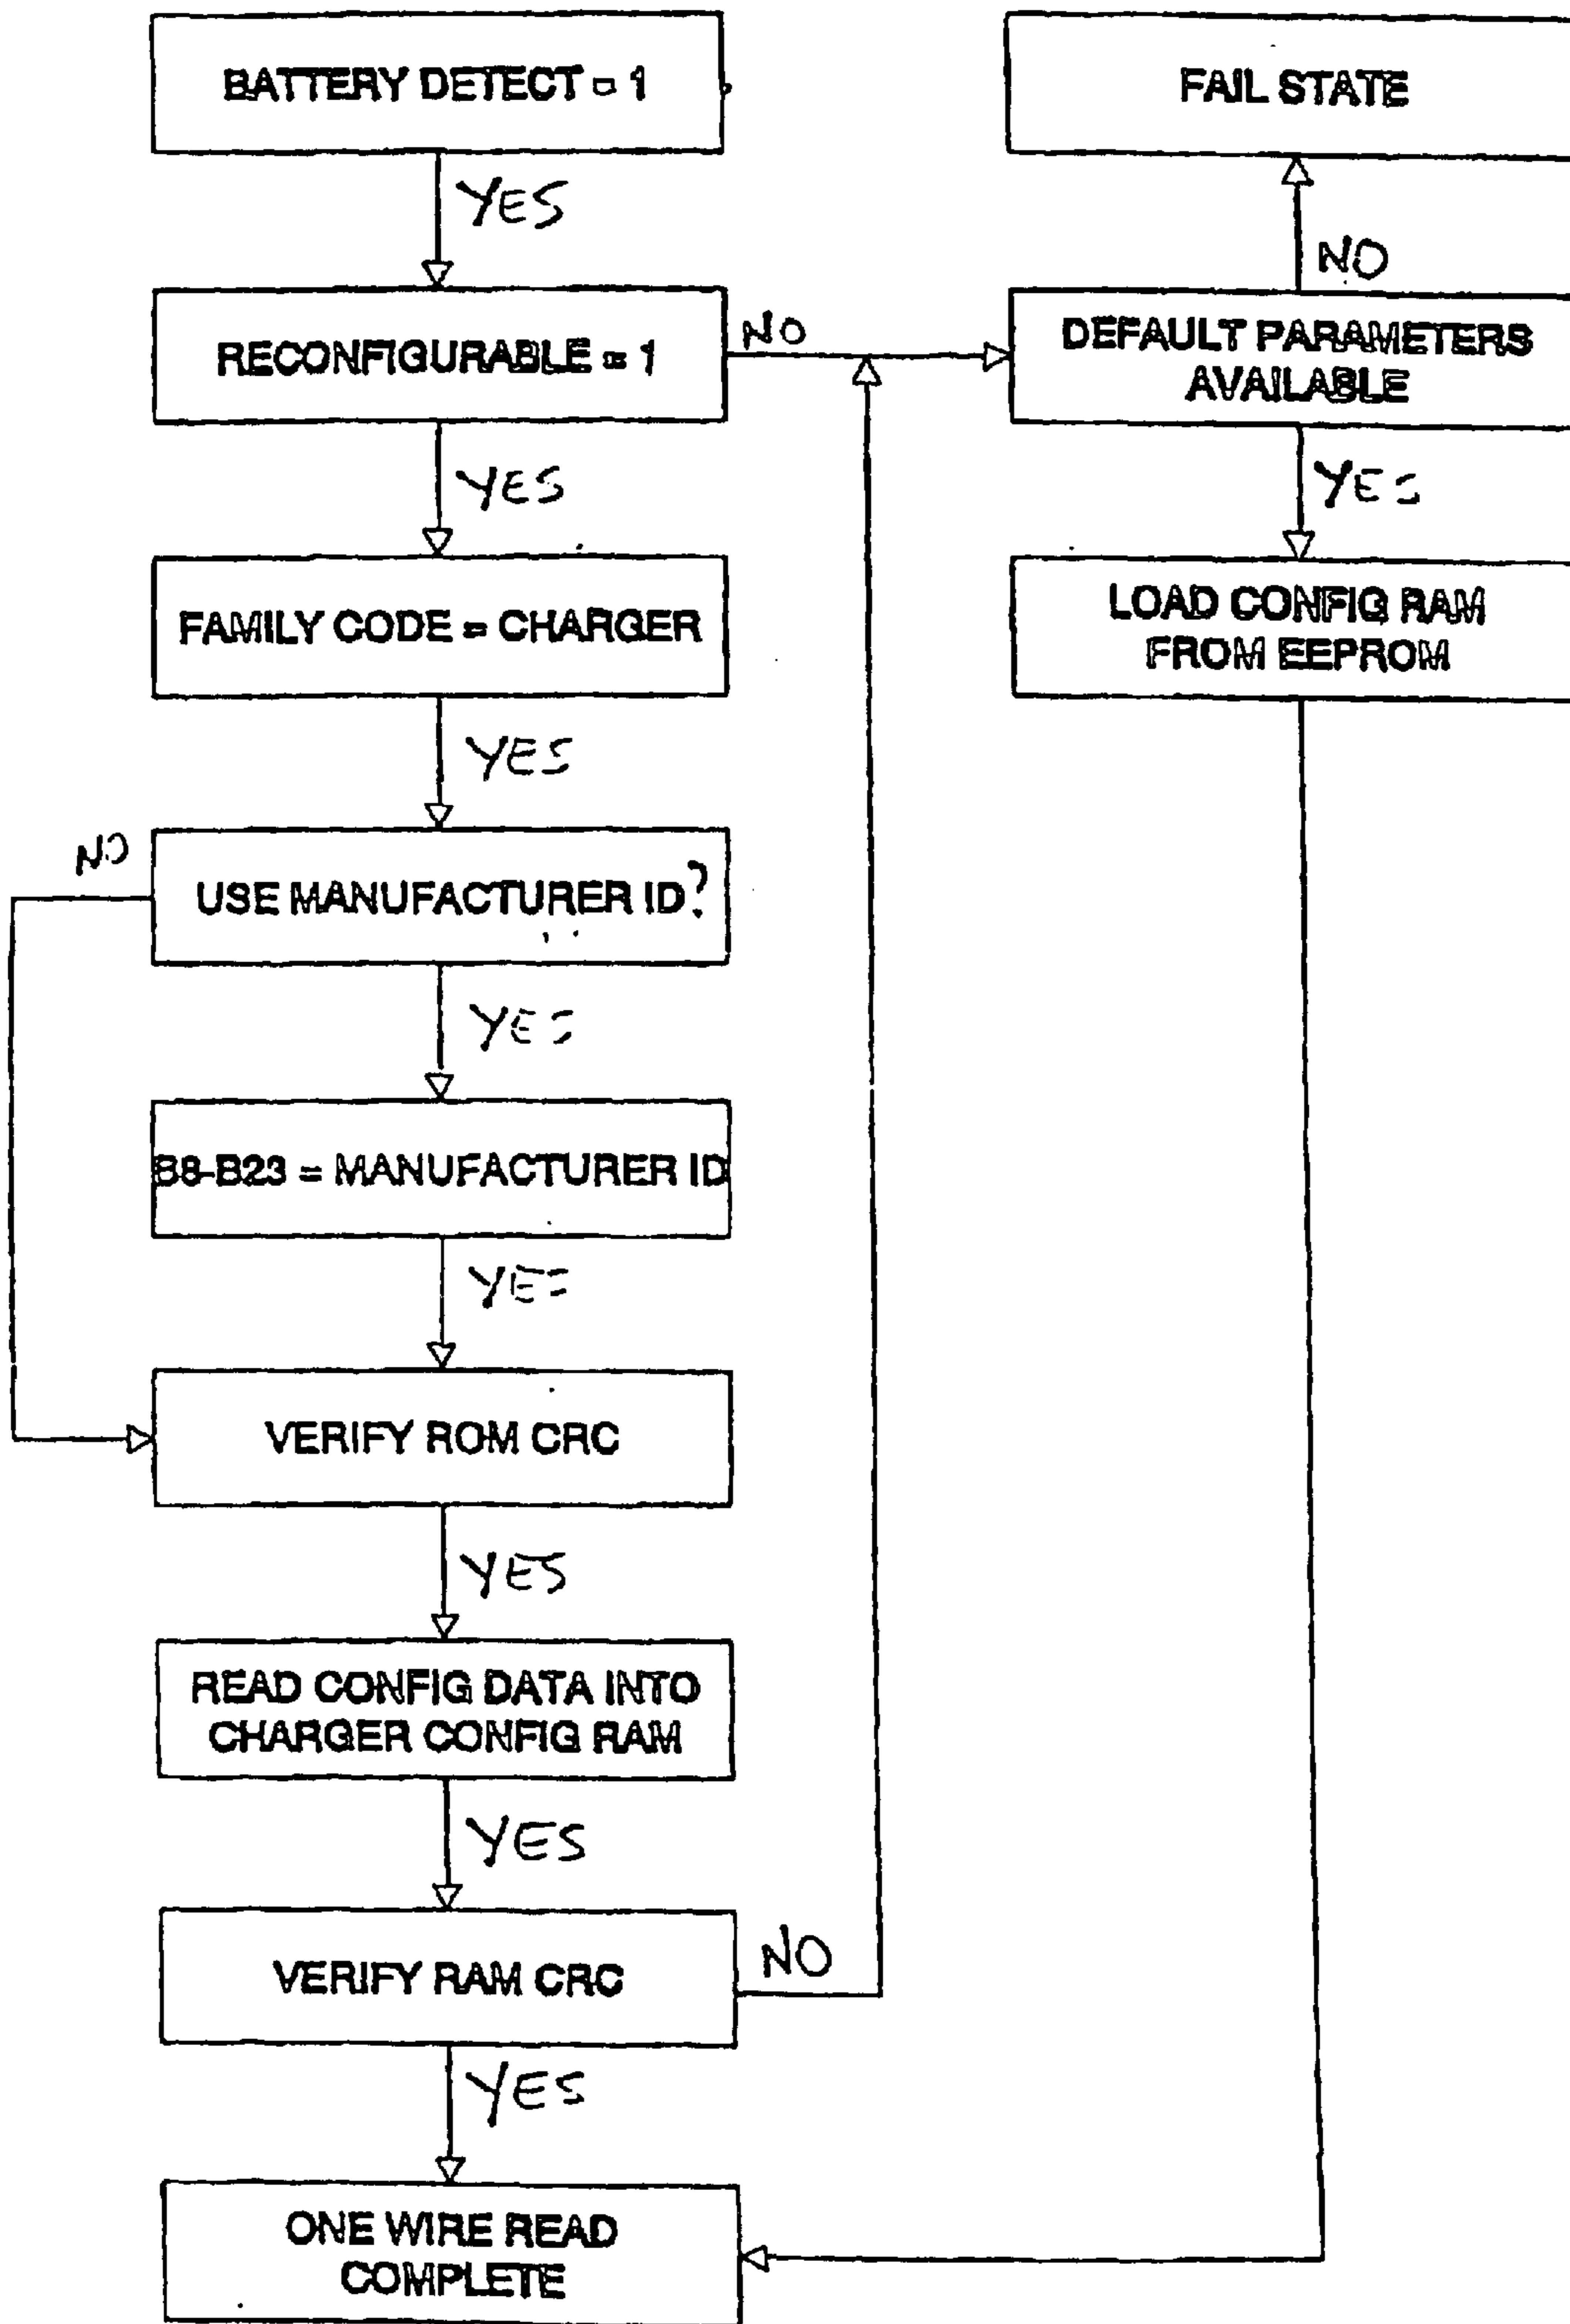 BATTERY DETECT = 1
FAIL STATE
YES
NO
RECONFIGURABLE = 1
NO
DEFAULT PARAMETERS
AVAILABLE
YES
YES
FAMILY CODE = CHARGER
LOAD CONFIG RAM
FROM EEPROM
YES
NO
USE MANUFACTURER ID?
YES
B8-B23 = MANUFACTURER ID
YES
VERIFY ROM CRC
YES
READ CONFIG DATA INTO
CHARGER CONFIG RAM
YES
VERIFY RAM CRC
NO
YES
ONE WIRE READ
COMPLETE